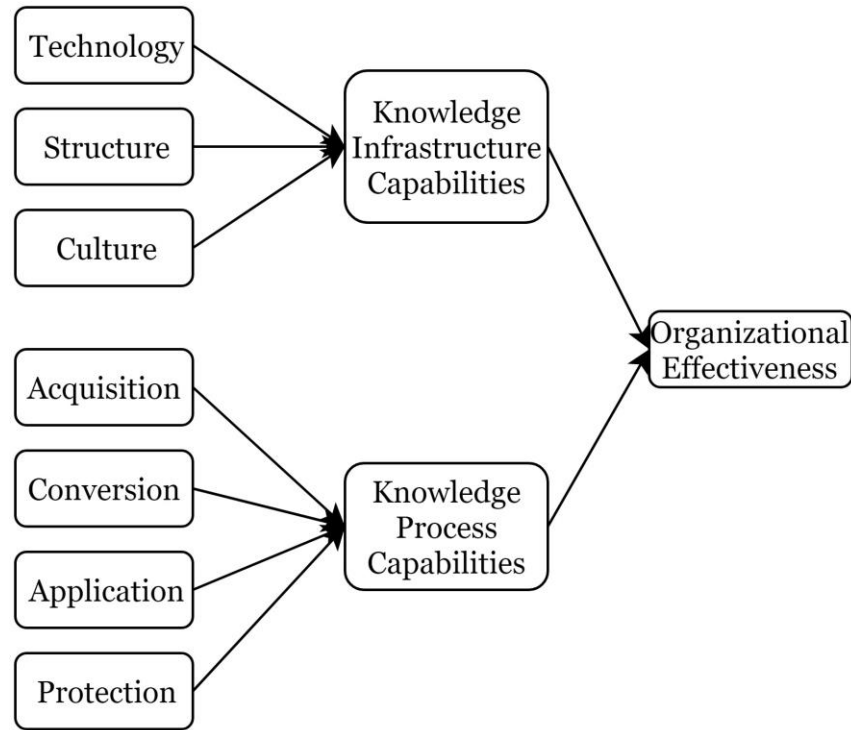 Technology
Structure
Culture
Knowledge
Infrastructure
Capabilities
Organizational
Effectiveness
Acquisition
Conversion
Application
Protection
Knowledge
Process
Capabilities